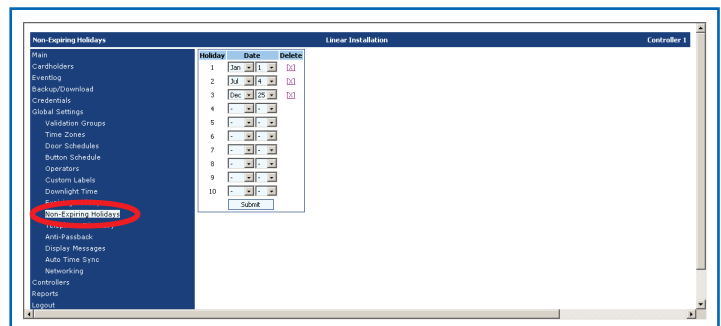 Non-Expiring Holidays Linear Installation Controller 1
Main
Cardholders
Eventlog
Backup/Download
Credentials
Global Settings
Validation Groups
Time Zones
Door Schedules
Button Schedule
Operators
Custom Labels
Downlight Time
Non-Expiring Holidays
Anti-Passback
Display Messages
Auto Time Sync
Networking
Controllers
Reports
Logout
Holiday Date Delete
1 Jan 1 [X]
2 Jul 4 [X]
3 Dec 25 [X]
4 - -
5 - -
6 - -
7 - -
8 - -
9 - -
10 - -
Submit